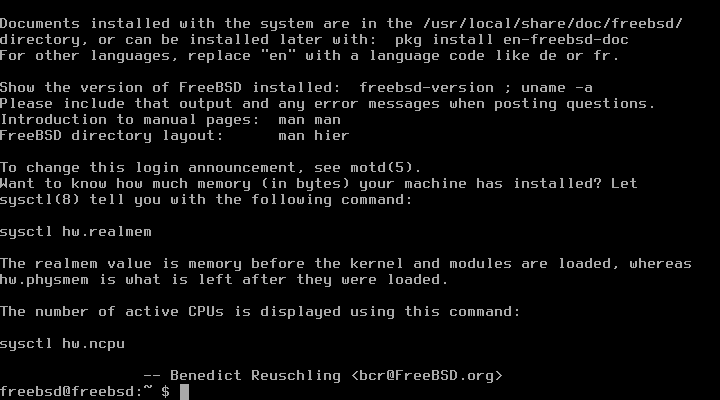 Documents installed with the system are in the /usr/local/share/doc/freebsd/
directory, or can be installed later with:  pkg install en-freebsd-doc
For other languages, replace "en" with a language code like de or fr.

Show the version of FreeBSD installed:  freebsd-version ; uname -a
Please include that output and any error messages when posting questions.
Introduction to manual pages:  man man
FreeBSD directory layout:      man hier

To change this login announcement, see motd(5).
Want to know how much memory (in bytes) your machine has installed? Let
sysctl(8) tell you with the following command:

sysctl hw.realmem

The realmem value is memory before the kernel and modules are loaded, whereas
hw.physmem is what is left after they were loaded.

The number of active CPUs is displayed using this command:

sysctl hw.ncpu

                -- Benedict Reuschling <bcr@FreeBSD.org>
freebsd@freebsd:~ $